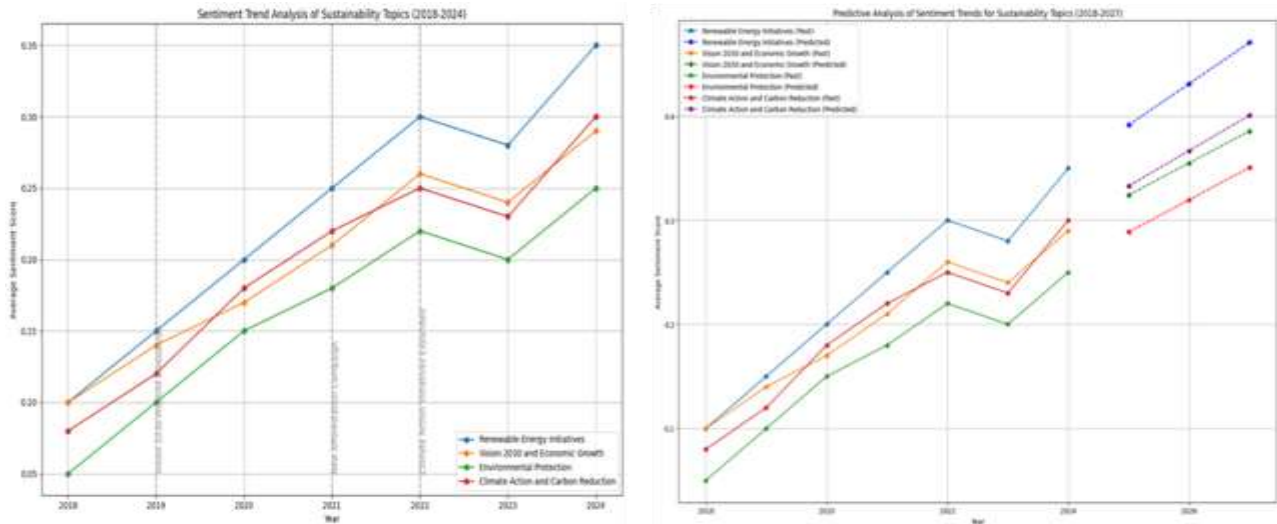 Sentiment Trend Analysis of Sustainability Topics (2018-2024)
Average Sentiment Score
0.35
0.30
0.25
0.20
0.15
0.10
0.05
Renewable Energy Initiatives
Vision 2030 and Economic Growth
Environmental Protection
Climate Action and Carbon Reduction
2018
2019
2020
2021
2022
2023
2024
Year
Predictive Analysis of Sentiment Trends for Sustainability Topics (2018-2027)
Renewable Energy Initiatives (Past)
Renewable Energy Initiatives (Predicted)
Vision 2030 and Economic Growth (Past)
Vision 2030 and Economic Growth (Predicted)
Environmental Protection (Past)
Environmental Protection (Predicted)
Climate Action and Carbon Reduction (Past)
Climate Action and Carbon Reduction (Predicted)
Average Sentiment Score
0.4
0.3
0.2
0.1
2018
2020
2022
2024
2026
Year